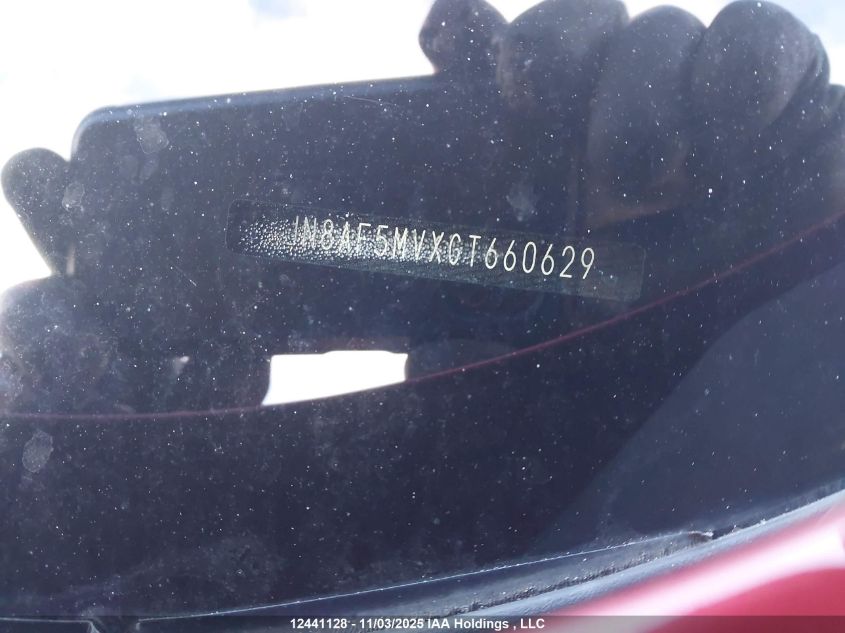 JN8AF5MVXGT660629
12441128 - 11/03/2025 IAA Holdings , LLC